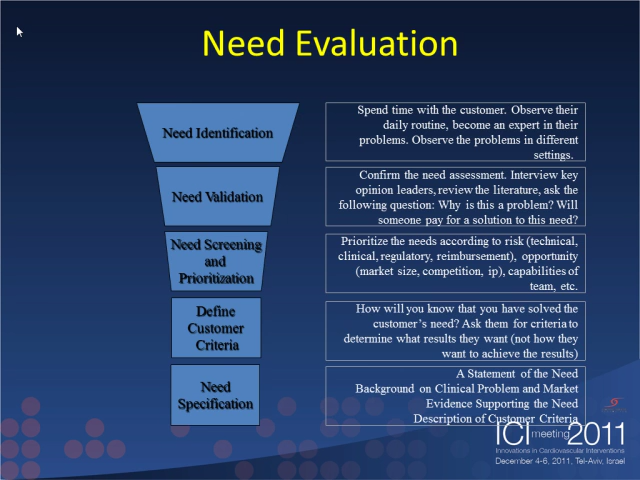 Need Evaluation
Need Identification
Spend time with the customer. Observe their
daily routine, become an expert in their
problems. Observe the problems in different
settings.
Need Validation
Confirm the need assessment. Interview key
opinion leaders, review the literature, ask the
following question: Why is this a problem? Will
someone pay for a solution to this need?
Need Screening
and
Prioritization
Prioritize the needs according to risk (technical,
clinical, regulatory, reimbursement), opportunity
(market size, competition, ip), capabilities of
team, etc.
Define
Customer
Criteria
How will you know that you have solved the
customer's need? Ask them for criteria to
determine what results they want (not how they
want to achieve the results)
Need
Specification
A Statement of the Need
Background on Clinical Problem and Market
Evidence Supporting the Need
Description of Customer Criteria
ICI meeting 2011
Innovations in Cardiovascular Interventions
December 4-6, 2011, Tel-Aviv, Israel